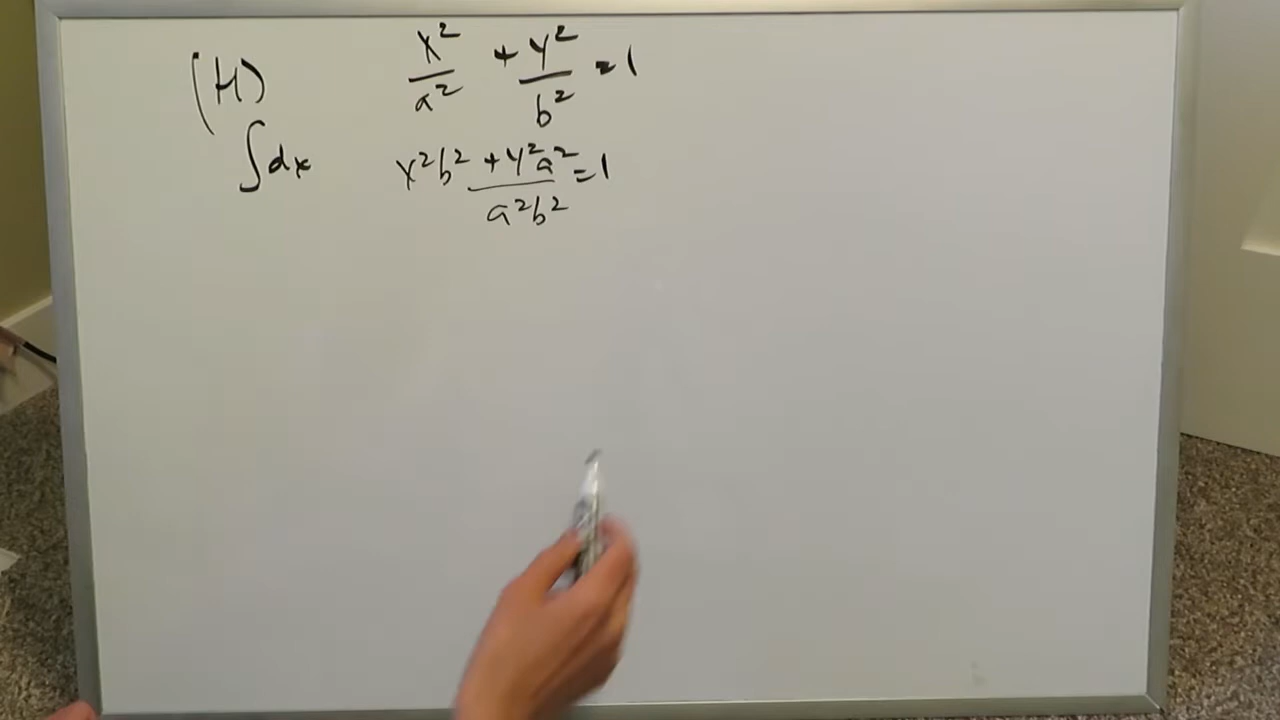 (H) x²/a² + y²/b² = 1
∫dx (x²b² + y²a²)/(a²b²) = 1